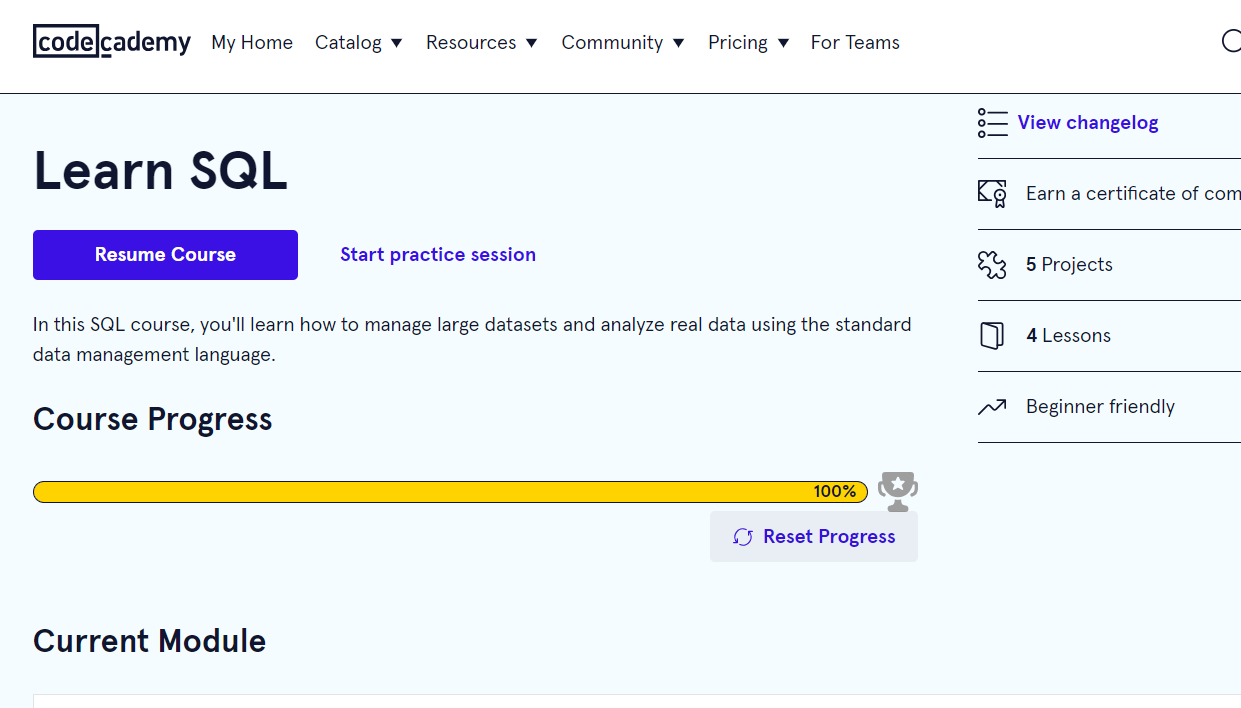 codecademy My Home Catalog Resources Community Pricing For Teams
View changelog
Learn SQL
Earn a certificate of com
Resume Course Start practice session
5 Projects
In this SQL course, you'll learn how to manage large datasets and analyze real data using the standard
data management language.
4 Lessons
Beginner friendly
Course Progress
100%
Reset Progress
Current Module